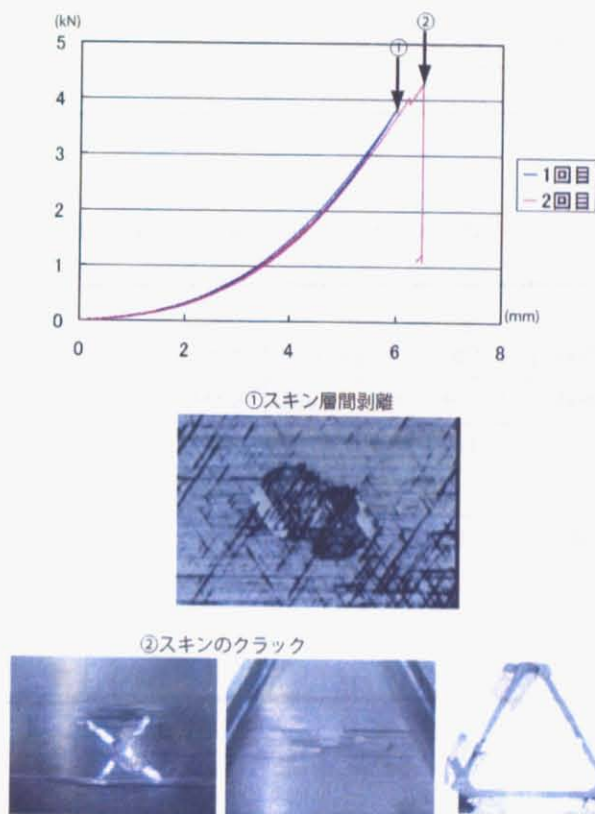 (kN)
① ②
5
4
3
2
1
0
0 2 4 6 8
(mm)
1回目
2回目
①スキン層間剥離
②スキンのクラック